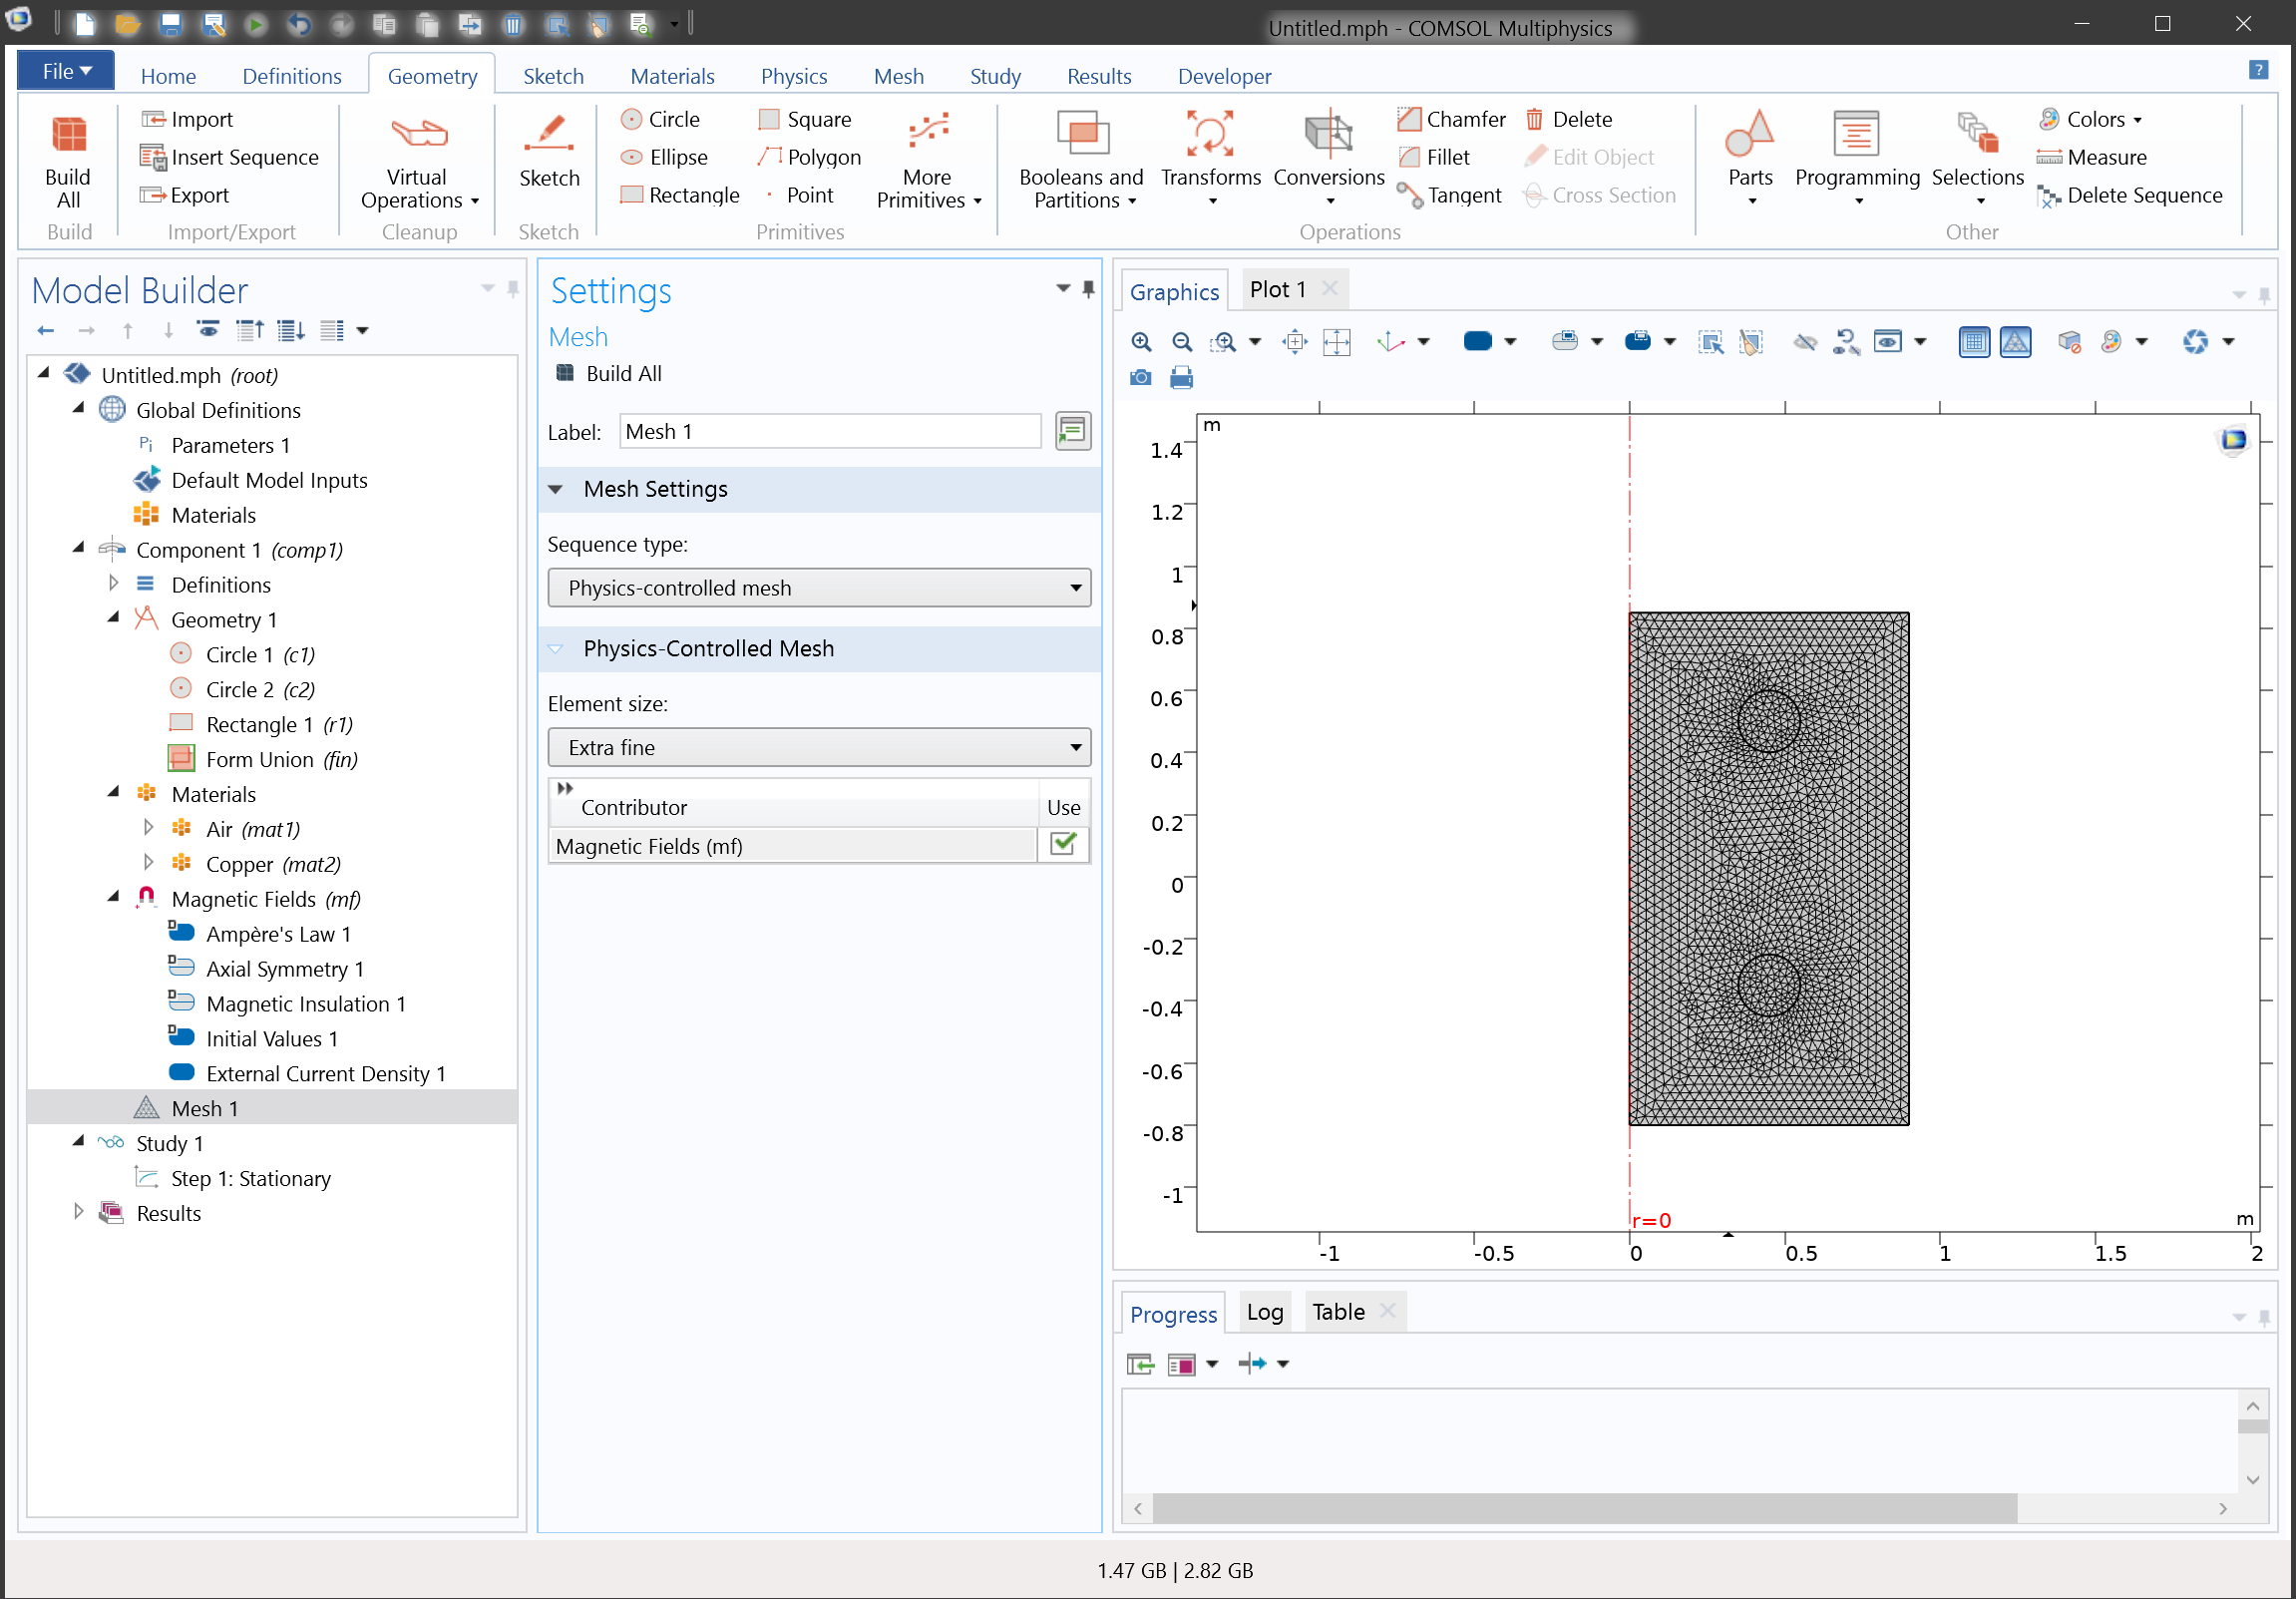 Untitled.mph - COMSOL Multiphysics
File Home Definitions Geometry Sketch Materials Physics Mesh Study Results Developer ?
Build All
Build
Import
Insert Sequence
Export
Import/Export
Virtual Operations
Cleanup
Sketch
Sketch
Circle
Ellipse
Rectangle
Square
Polygon
Point
More Primitives
Primitives
Booleans and Partitions
Transforms
Conversions
Chamfer
Fillet
Tangent
Delete
Edit Object
Cross Section
Operations
Parts
Programming
Selections
Colors
Measure
Delete Sequence
Other
Model Builder
Untitled.mph (root)
Global Definitions
Pi Parameters 1
Default Model Inputs
Materials
Component 1 (comp1)
Definitions
Geometry 1
Circle 1 (c1)
Circle 2 (c2)
Rectangle 1 (r1)
Form Union (fin)
Materials
Air (mat1)
Copper (mat2)
Magnetic Fields (mf)
D Ampère's Law 1
D Axial Symmetry 1
D Magnetic Insulation 1
D Initial Values 1
External Current Density 1
Mesh 1
Study 1
Step 1: Stationary
Results
Settings
Mesh
Build All
Label: Mesh 1
Mesh Settings
Sequence type:
Physics-controlled mesh
Physics-Controlled Mesh
Element size:
Extra fine
Contributor Use
Magnetic Fields (mf)
Graphics Plot 1
m
1.4
1.2
1
0.8
0.6
0.4
0.2
0
-0.2
-0.4
-0.6
-0.8
-1
r=0
m
-1 -0.5 0 0.5 1 1.5 2
Progress Log Table
1.47 GB | 2.82 GB